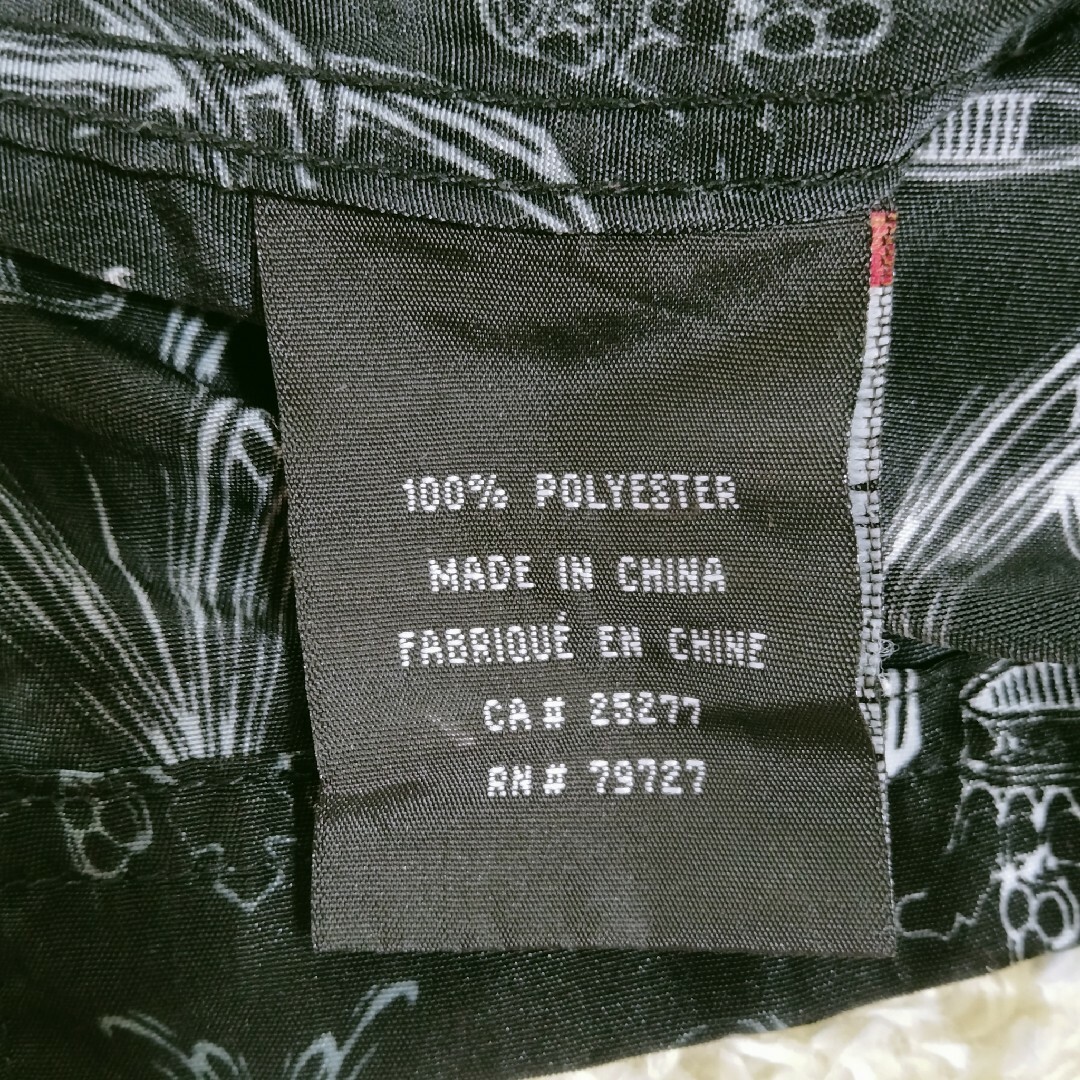 100% POLYESTER
MADE IN CHINA
FABRIQUÉ EN CHINE
CA# 25277
RN# 79727